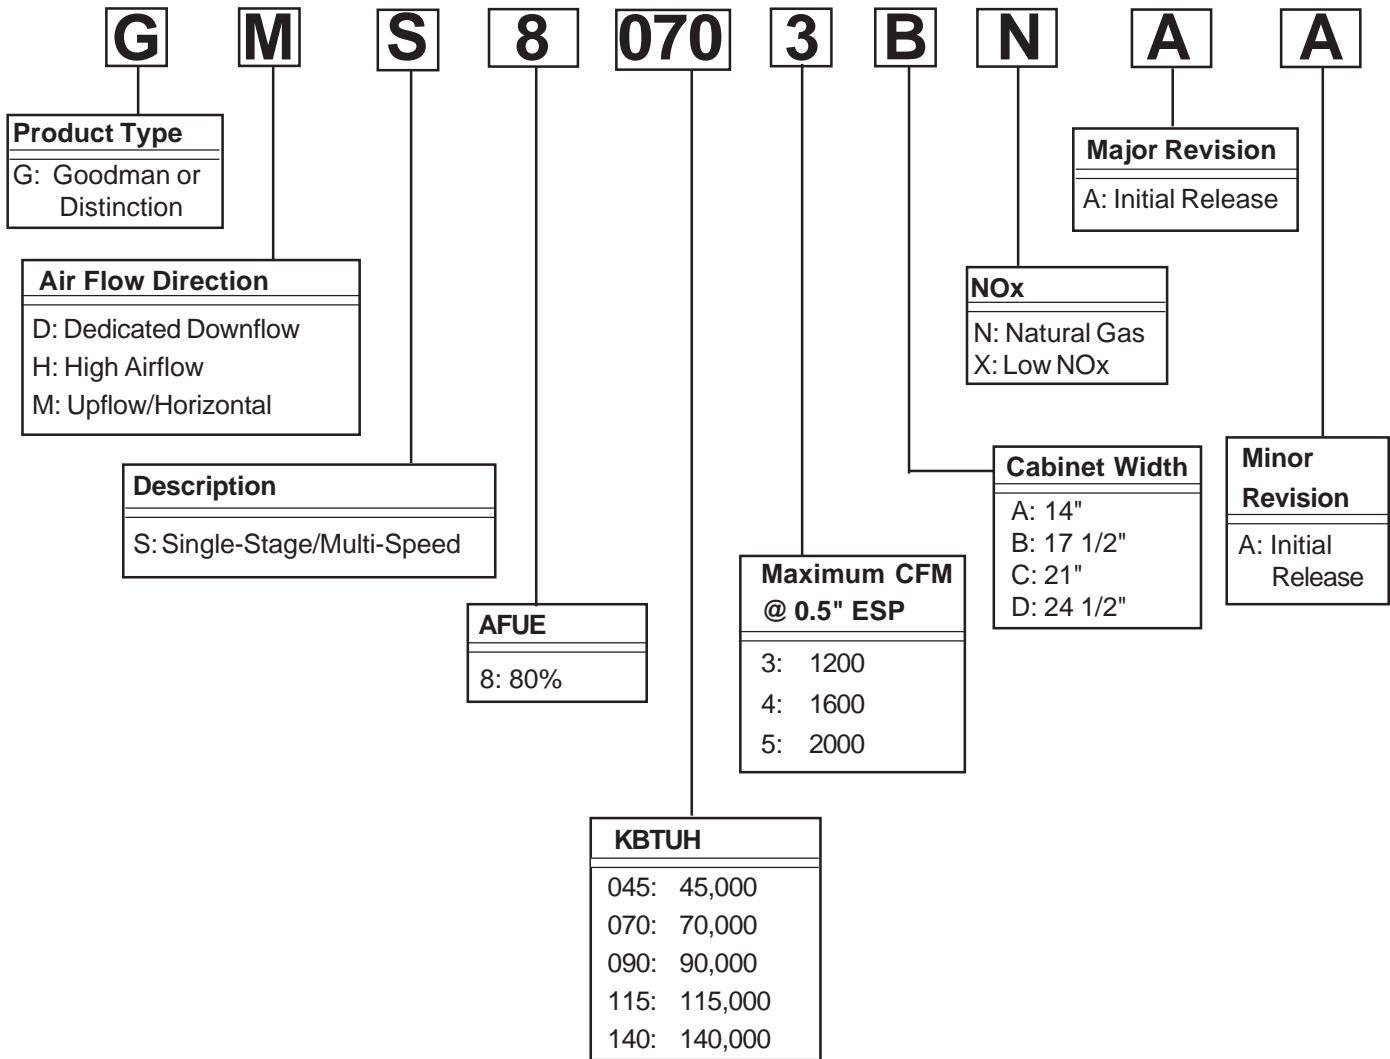 G M S 8 070 3 B N A A
Product Type
G: Goodman or
Distinction
Air Flow Direction
D: Dedicated Downflow
H: High Airflow
M: Upflow/Horizontal
Description
S: Single-Stage/Multi-Speed
AFUE
8: 80%
KBTUH
045: 45,000
070: 70,000
090: 90,000
115: 115,000
140: 140,000
Maximum CFM
@ 0.5" ESP
3: 1200
4: 1600
5: 2000
Cabinet Width
A: 14"
B: 17 1/2"
C: 21"
D: 24 1/2"
NOx
N: Natural Gas
X: Low NOx
Major Revision
A: Initial Release
Minor
Revision
A: Initial
Release